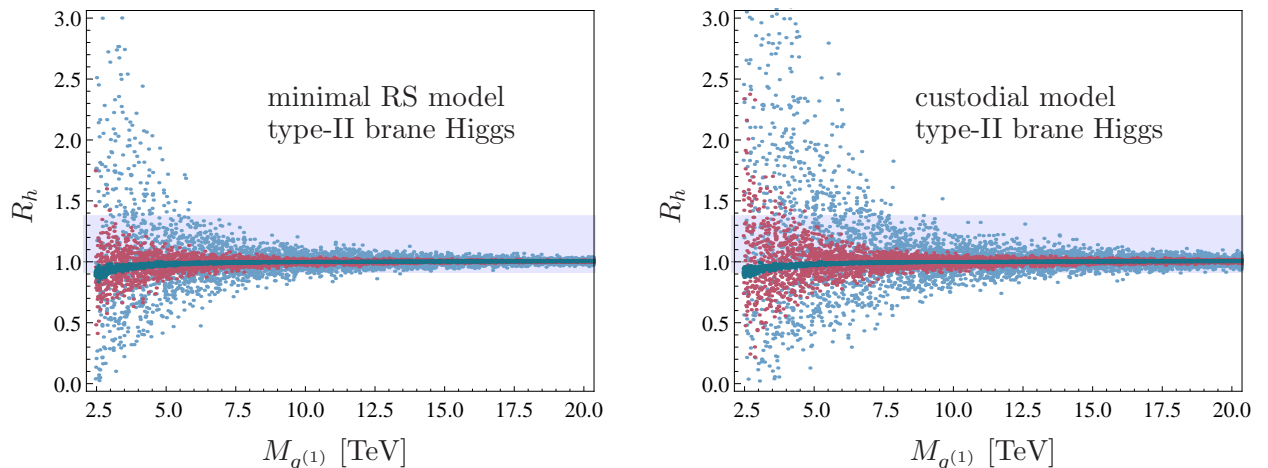 3.0
2.5
2.0
1.5
1.0
0.5
0.0
R_h
minimal RS model
type-II brane Higgs
2.5 5.0 7.5 10.0 12.5 15.0 17.5 20.0
M_{g^{(1)}} [TeV]
3.0
2.5
2.0
1.5
1.0
0.5
0.0
R_h
custodial model
type-II brane Higgs
2.5 5.0 7.5 10.0 12.5 15.0 17.5 20.0
M_{g^{(1)}} [TeV]